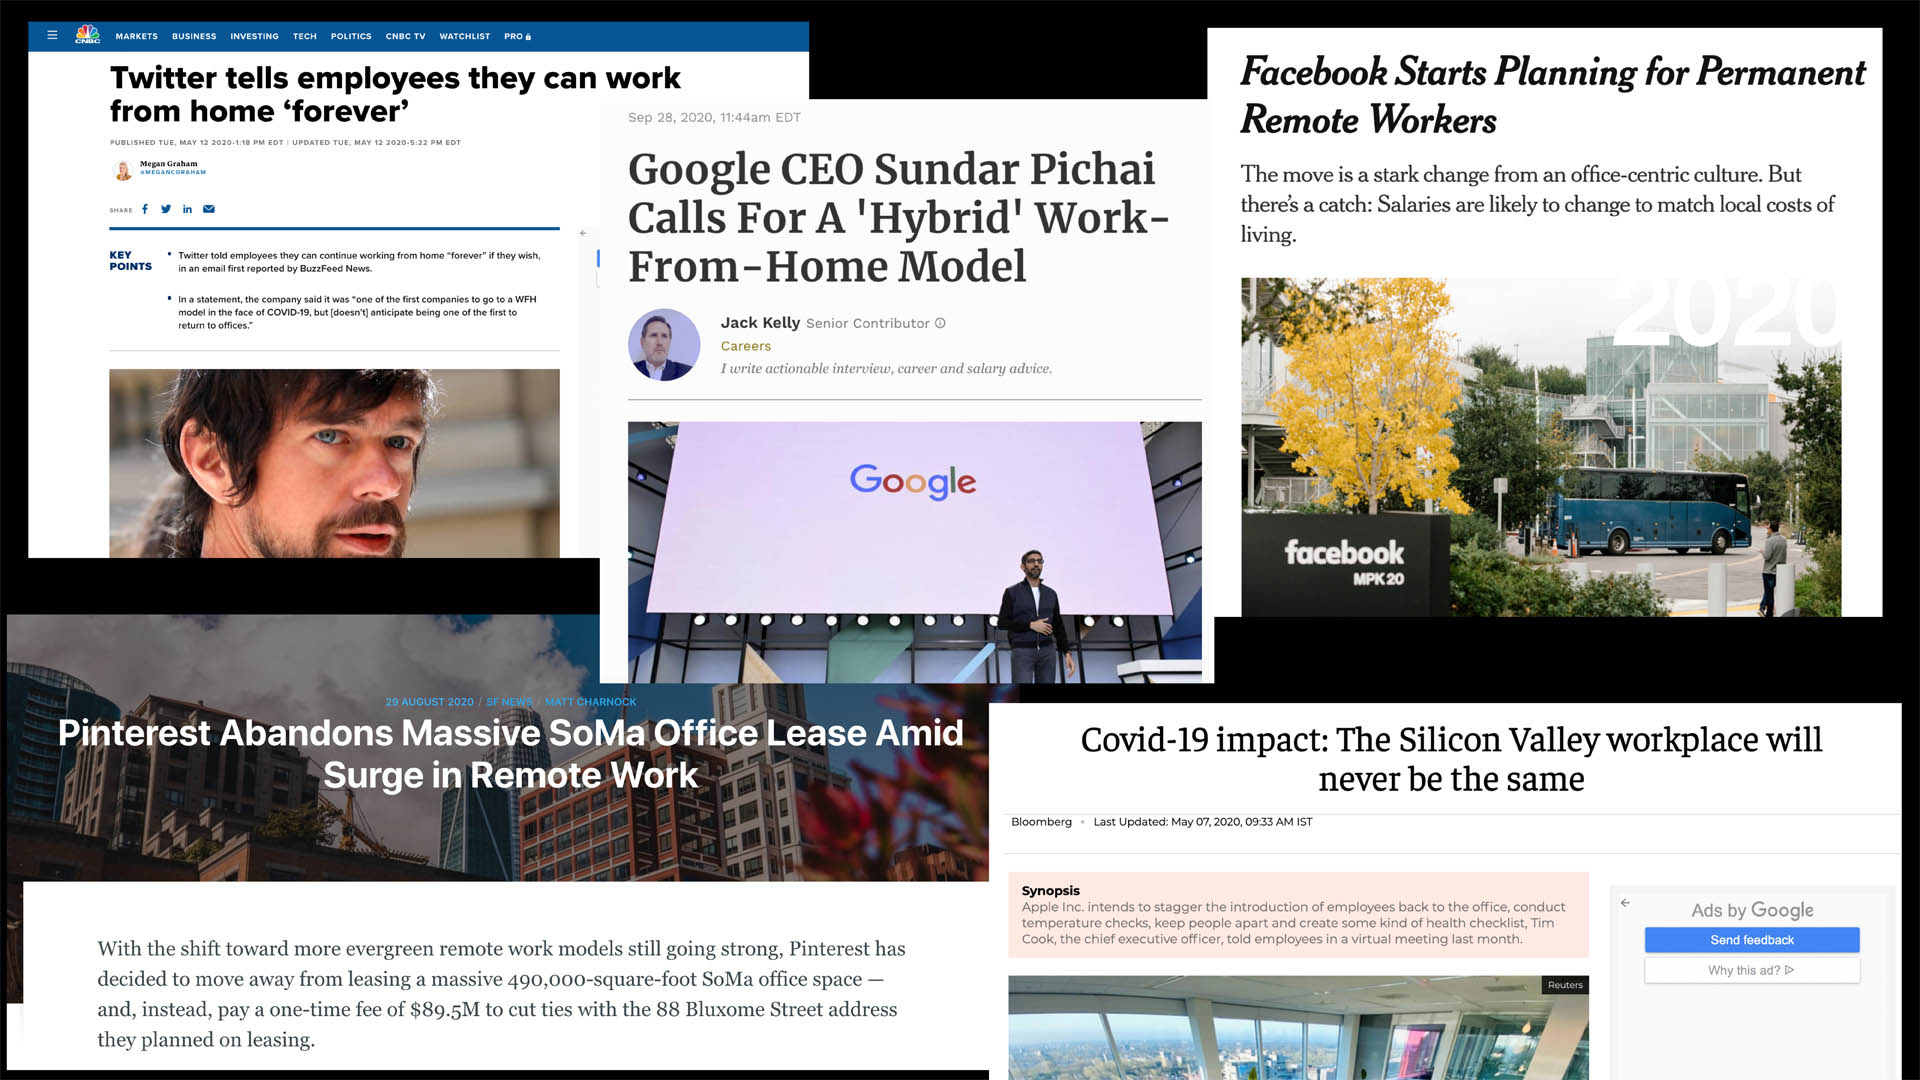 MARKETS BUSINESS INVESTING TECH POLITICS CNBC TV WATCHLIST PRO
CNBC
Twitter tells employees they can work
from home ‘forever’
PUBLISHED TUE, MAY 12 2020-1:18 PM EDT | UPDATED TUE, MAY 12 2020-5:22 PM EDT
Megan Graham
@MEGANCGRAHAM
SHARE
KEY
POINTS
Twitter told employees they can continue working from home “forever” if they wish,
in an email first reported by BuzzFeed News.
In a statement, the company said it was “one of the first companies to go to a WFH
model in the face of COVID-19, but [doesn’t] anticipate being one of the first to
return to offices.”
Sep 28, 2020, 11:44am EDT
Google CEO Sundar Pichai
Calls For A 'Hybrid' Work-
From-Home Model
Jack Kelly Senior Contributor
Careers
I write actionable interview, career and salary advice.
Google
Facebook Starts Planning for Permanent
Remote Workers
The move is a stark change from an office-centric culture. But
there’s a catch: Salaries are likely to change to match local costs of
living.
2020
facebook
MPK 20
29 AUGUST 2020 / SF NEWS / MATT CHARNOCK
Pinterest Abandons Massive SoMa Office Lease Amid
Surge in Remote Work
With the shift toward more evergreen remote work models still going strong, Pinterest has
decided to move away from leasing a massive 490,000-square-foot SoMa office space —
and, instead, pay a one-time fee of $89.5M to cut ties with the 88 Bluxome Street address
they planned on leasing.
Covid-19 impact: The Silicon Valley workplace will
never be the same
Bloomberg • Last Updated: May 07, 2020, 09:33 AM IST
Synopsis
Apple Inc. intends to stagger the introduction of employees back to the office, conduct
temperature checks, keep people apart and create some kind of health checklist, Tim
Cook, the chief executive officer, told employees in a virtual meeting last month.
Reuters
Ads by Google
Send feedback
Why this ad?